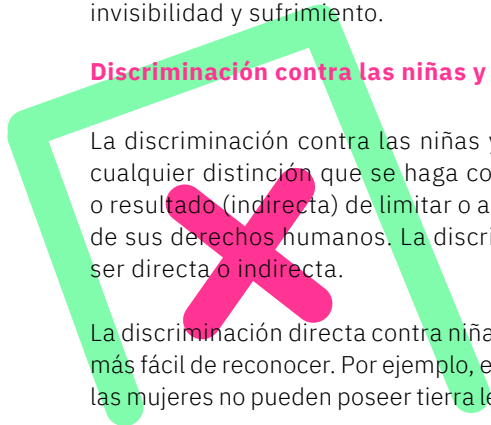 invisibilidad y sufrimiento.
Discriminación contra las niñas y
La discriminación contra las niñas y
cualquier distinción que se haga co
o resultado (indirecta) de limitar o a
de sus derechos humanos. La discri
ser directa o indirecta.
La discriminación directa contra niña
más fácil de reconocer. Por ejemplo, e
las mujeres no pueden poseer tierra le